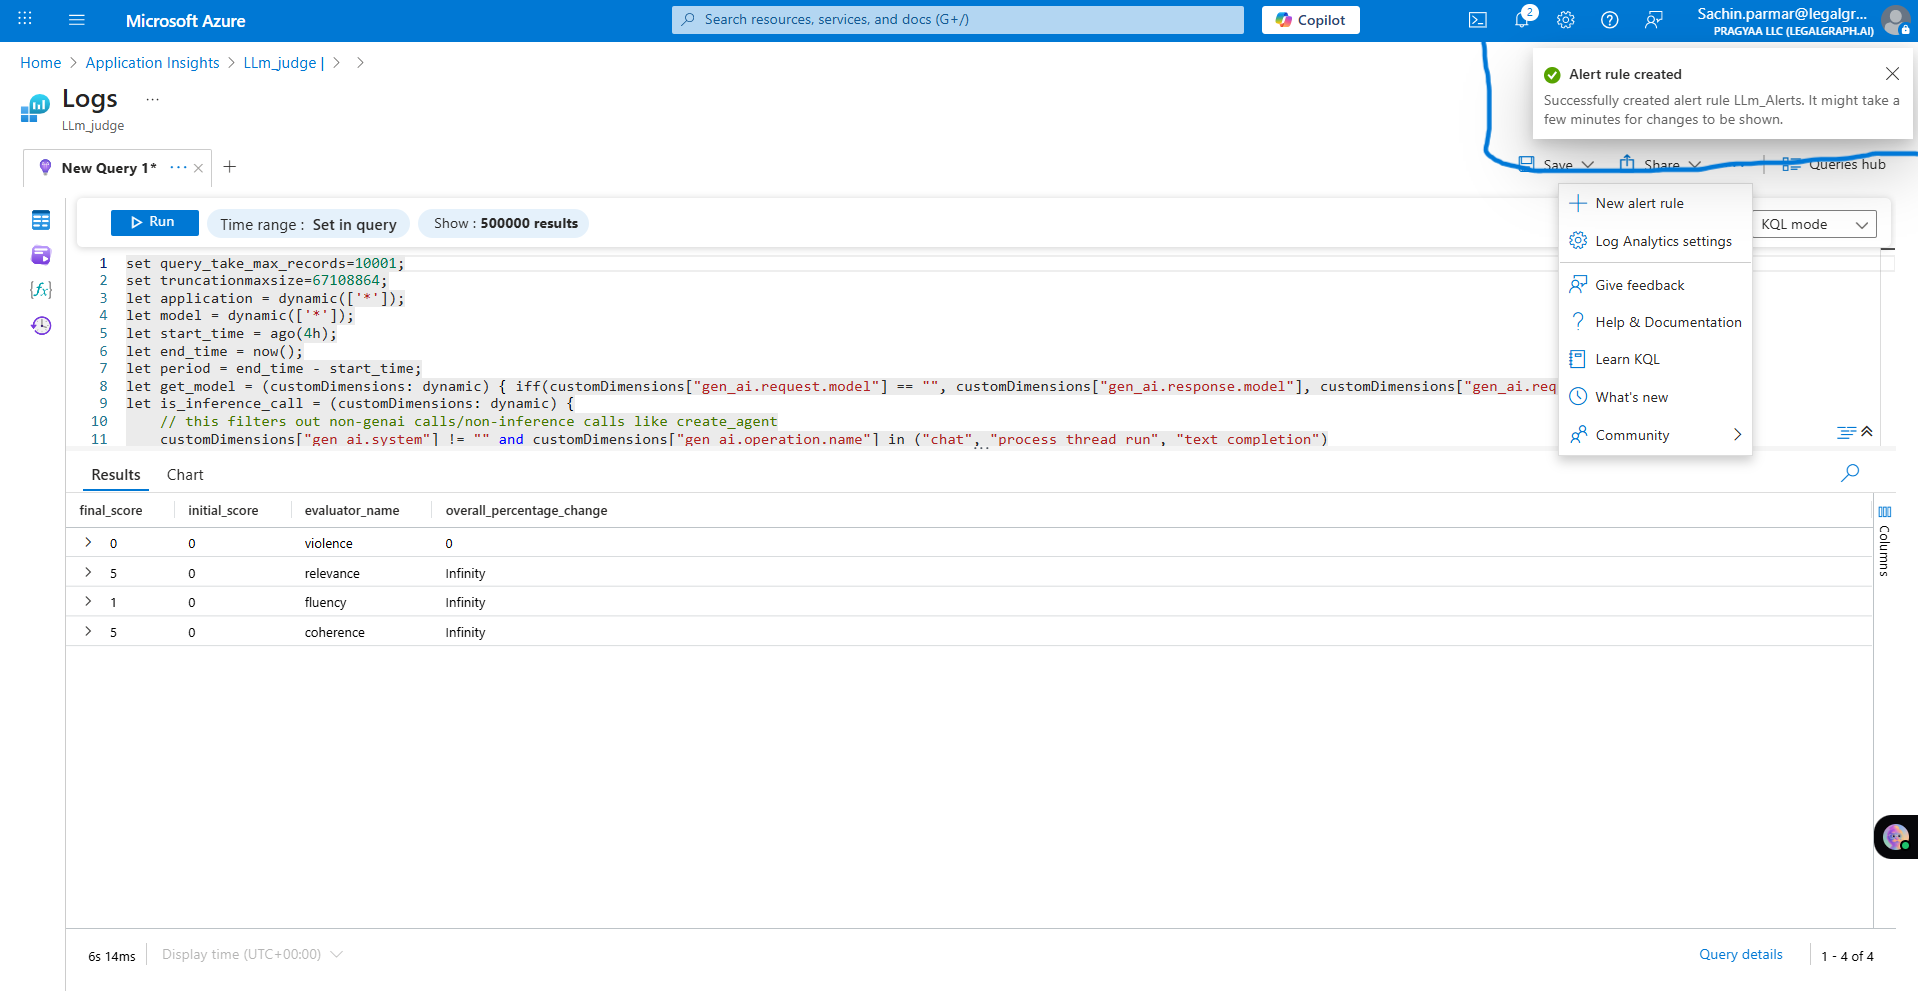 Microsoft Azure
Search resources, services, and docs (G+/)
Copilot
2
Sachin.parmar@legalgr...
PRAGYAA LLC (LEGALGRAPH.AI)
Home > Application Insights > LLm_judge | > >
Alert rule created
Successfully created alert rule LLm_Alerts. It might take a
few minutes for changes to be shown.
Logs ...
LLm_judge
New Query 1* ...
Save
Share
Queries hub
Run
Time range : Set in query
Show : 500000 results
KQL mode
New alert rule
Log Analytics settings
Give feedback
Help & Documentation
Learn KQL
What's new
Community
1 set query_take_max_records=10001;
2 set truncationmaxsize=67108864;
3 let application = dynamic(['*']);
4 let model = dynamic(['*']);
5 let start_time = ago(4h);
6 let end_time = now();
7 let period = end_time - start_time;
8 let get_model = (customDimensions: dynamic) { iff(customDimensions["gen_ai.request.model"] == "", customDimensions["gen_ai.response.model"], customDimensions["gen_ai.req
9 let is_inference_call = (customDimensions: dynamic) {
10 // this filters out non-genai calls/non-inference calls like create_agent
11 customDimensions["gen_ai.system"] != "" and customDimensions["gen_ai.operation.name"] in ("chat", "process_thread_run", "text_completion")
Results Chart
final_score initial_score evaluator_name overall_percentage_change
0 0 violence 0
5 0 relevance Infinity
1 0 fluency Infinity
5 0 coherence Infinity
Columns
6s 14ms
Display time (UTC+00:00)
Query details
1 - 4 of 4